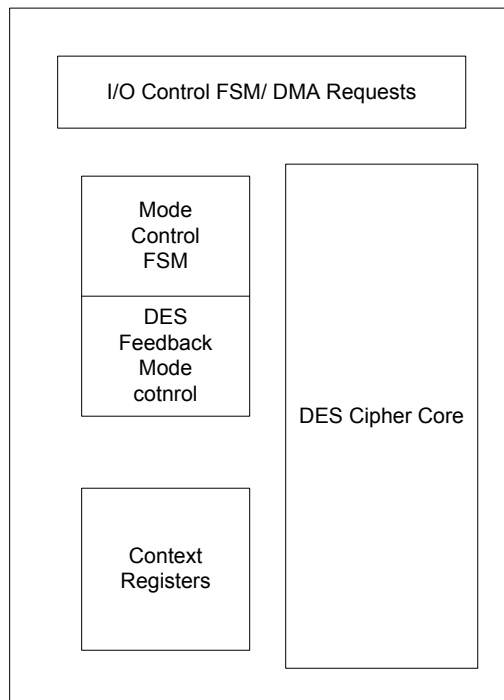 I/O Control FSM/ DMA Requests
Mode
Control
FSM
DES
Feedback
Mode
cotnrol
DES Cipher Core
Context
Registers